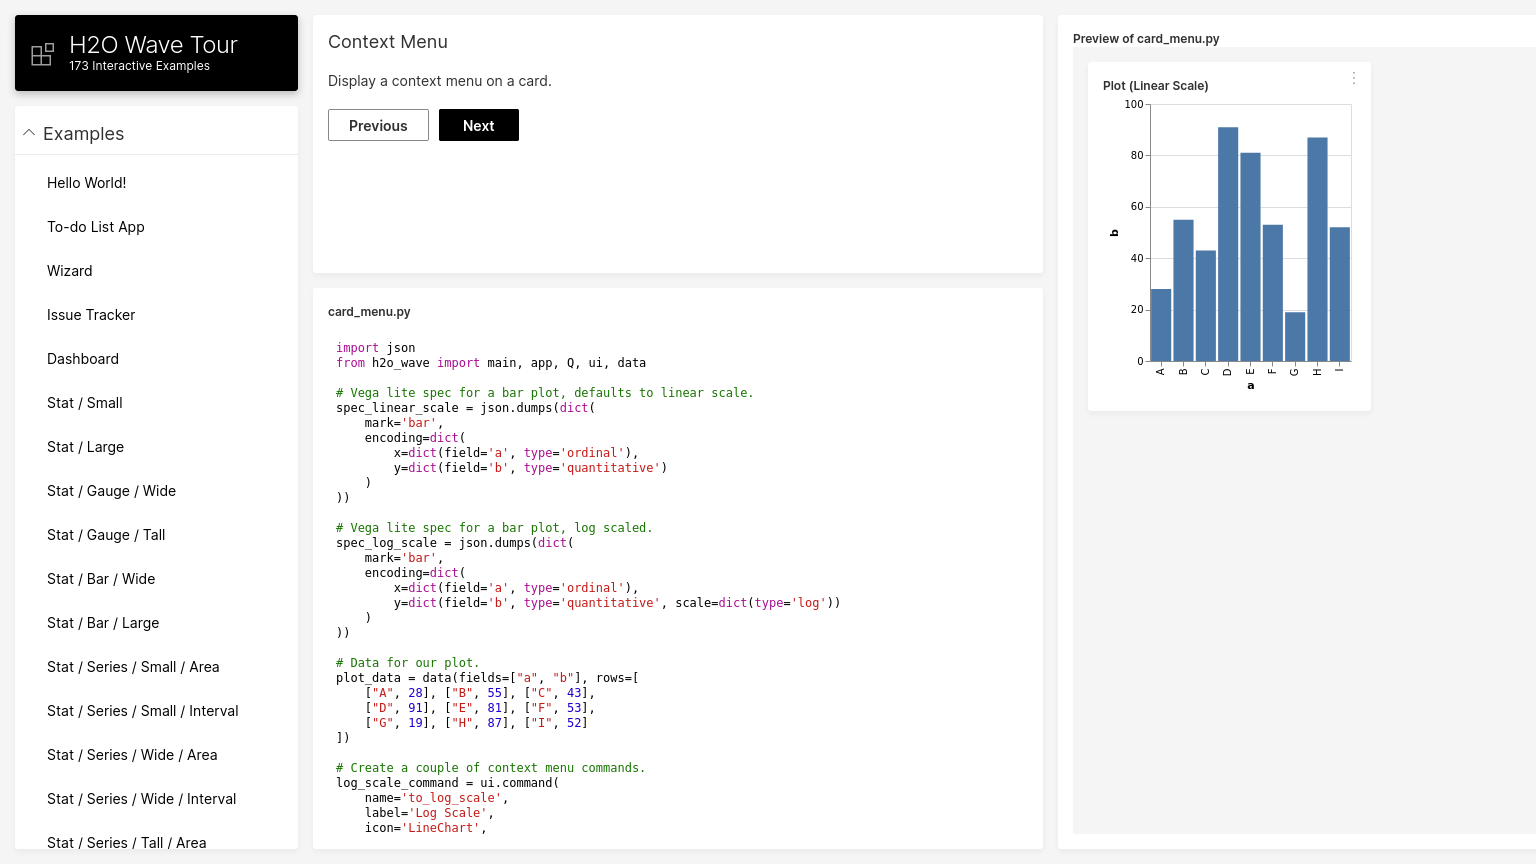 H2O Wave Tour
173 Interactive Examples
Examples
Hello World!
To-do List App
Wizard
Issue Tracker
Dashboard
Stat / Small
Stat / Large
Stat / Gauge / Wide
Stat / Gauge / Tall
Stat / Bar / Wide
Stat / Bar / Large
Stat / Series / Small / Area
Stat / Series / Small / Interval
Stat / Series / Wide / Area
Stat / Series / Wide / Interval
Stat / Series / Tall / Area
Context Menu
Display a context menu on a card.
Previous Next
card_menu.py
import json
from h2o_wave import main, app, Q, ui, data
# Vega lite spec for a bar plot, defaults to linear scale.
spec_linear_scale = json.dumps(dict(
    mark='bar',
    encoding=dict(
        x=dict(field='a', type='ordinal'),
        y=dict(field='b', type='quantitative')
    )
))
# Vega lite spec for a bar plot, log scaled.
spec_log_scale = json.dumps(dict(
    mark='bar',
    encoding=dict(
        x=dict(field='a', type='ordinal'),
        y=dict(field='b', type='quantitative', scale=dict(type='log'))
    )
))
# Data for our plot.
plot_data = data(fields=["a", "b"], rows=[
    ["A", 28], ["B", 55], ["C", 43],
    ["D", 91], ["E", 81], ["F", 53],
    ["G", 19], ["H", 87], ["I", 52]
])
# Create a couple of context menu commands.
log_scale_command = ui.command(
    name='to_log_scale',
    label='Log Scale',
    icon='LineChart',
Preview of card_menu.py
Plot (Linear Scale)
100
80
60
40
20
0
b
A B C D E F G H I
a